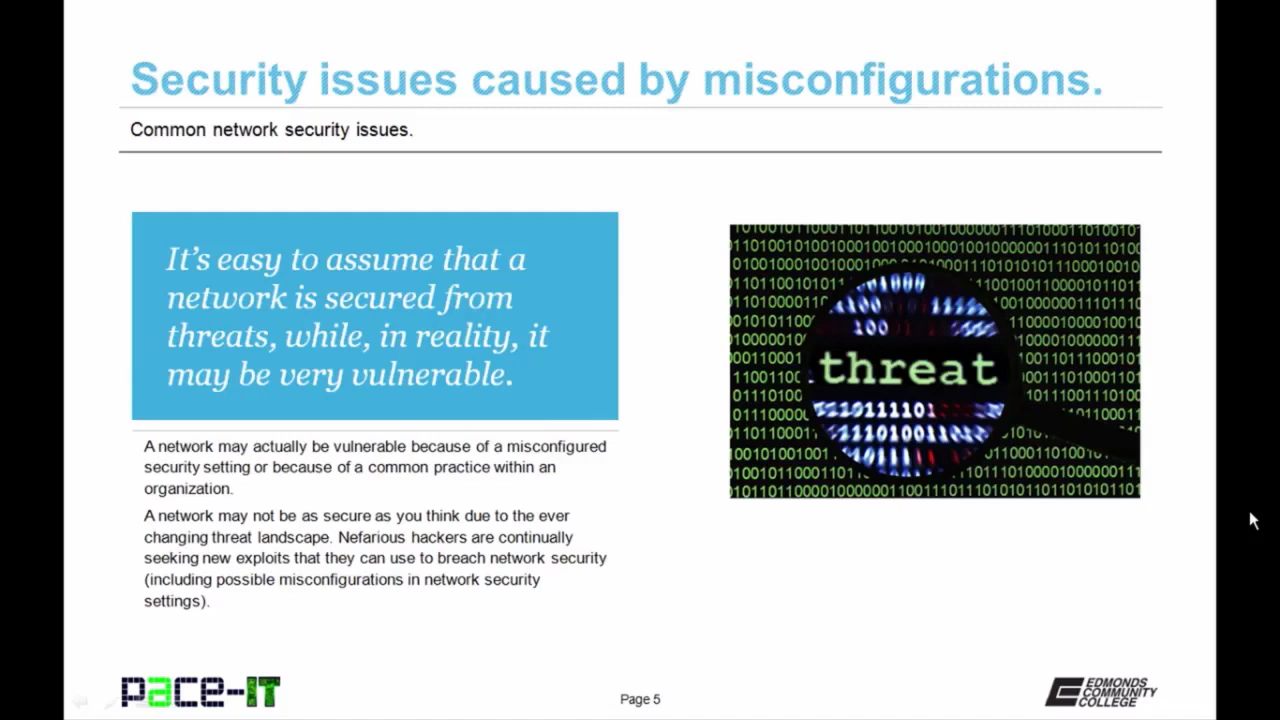 Security issues caused by misconfigurations.
Common network security issues.
It's easy to assume that a
network is secured from
threats, while, in reality, it
may be very vulnerable.
threat
A network may actually be vulnerable because of a misconfigured
security setting or because of a common practice within an
organization.
A network may not be as secure as you think due to the ever
changing threat landscape. Nefarious hackers are continually
seeking new exploits that they can use to breach network security
(including possible misconfigurations in network security
settings).
pace-IT
Page 5
EDMONDS
COMMUNITY
COLLEGE